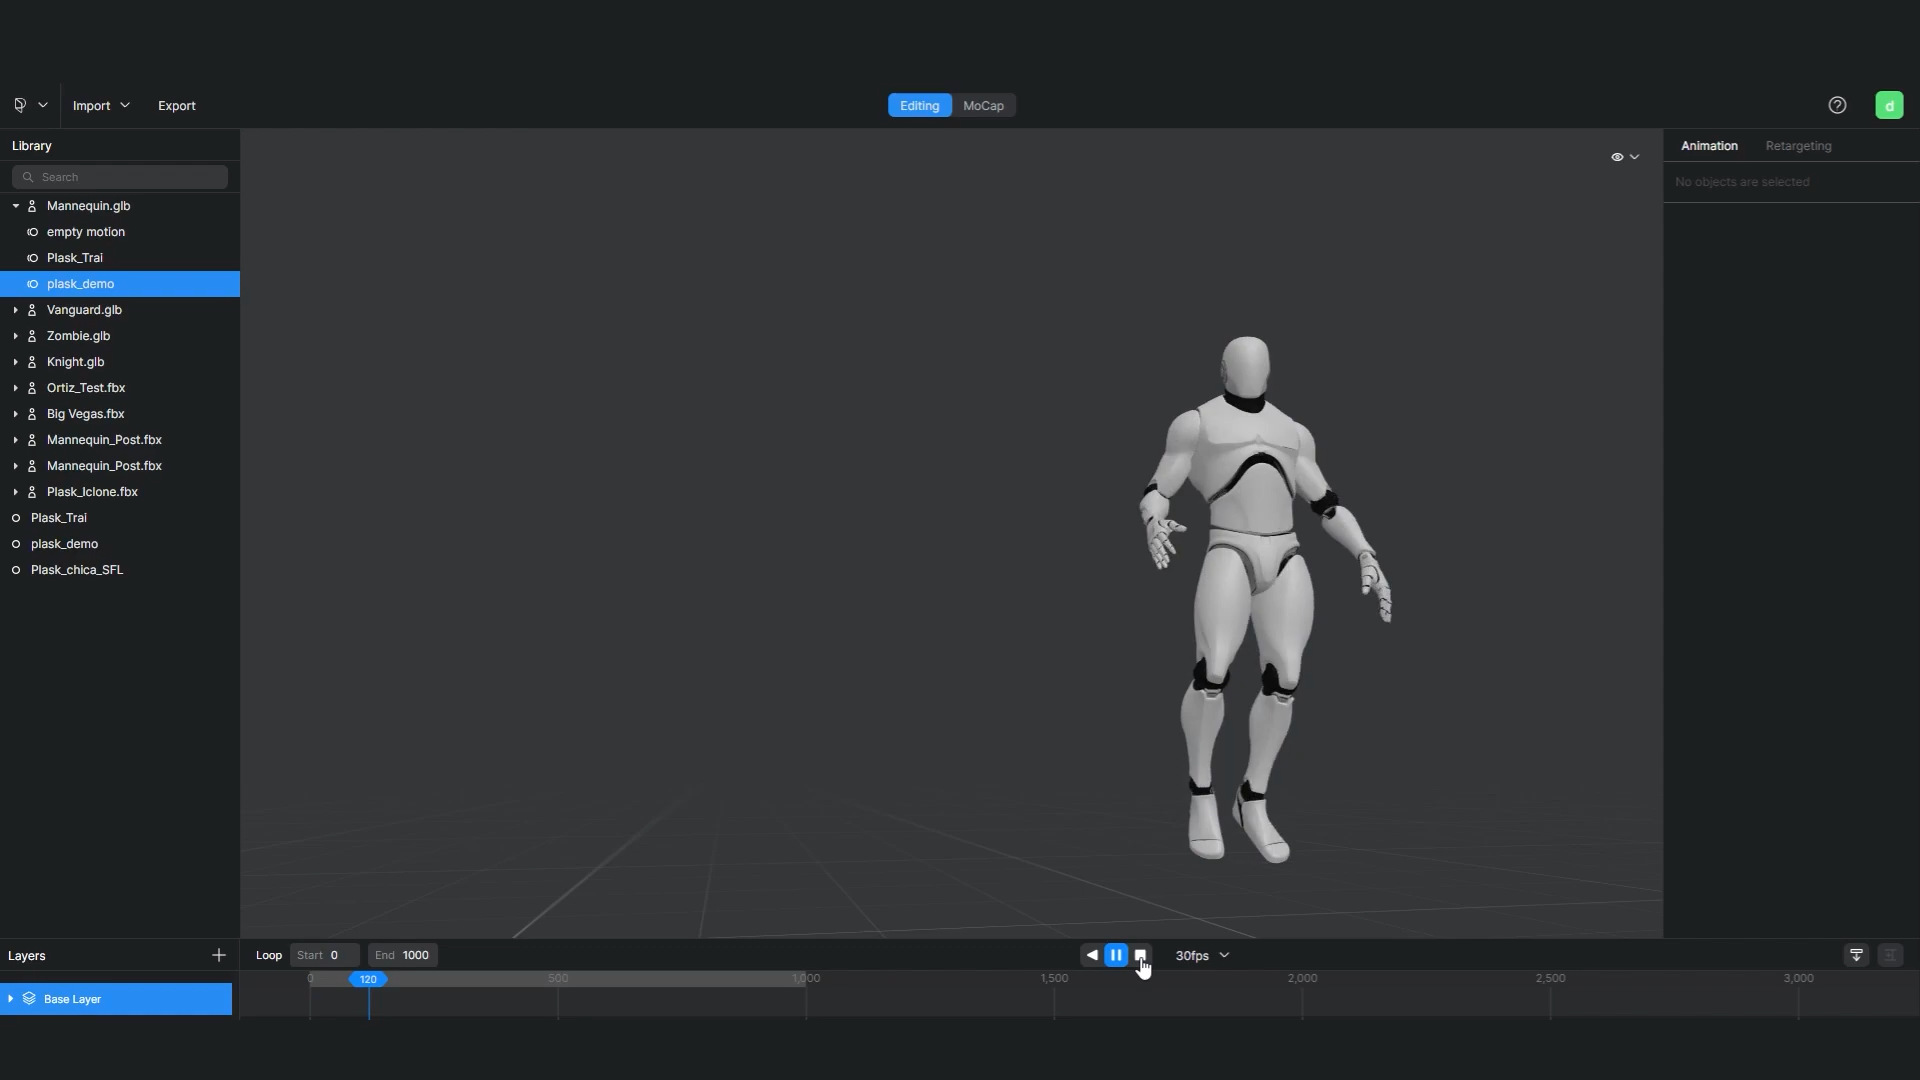 Import
Export
Editing
MoCap
d
Library
Search
Mannequin.glb
empty motion
Plask_Trai
plask_demo
Vanguard.glb
Zombie.glb
Knight.glb
Ortiz_Test.fbx
Big Vegas.fbx
Mannequin_Post.fbx
Mannequin_Post.fbx
Plask_Iclone.fbx
Plask_Trai
plask_demo
Plask_chica_SFL
Animation
Retargeting
No objects are selected
Layers
Loop
Start 0
End 1000
30fps
0
120
500
1,000
1,500
2,000
2,500
3,000
Base Layer